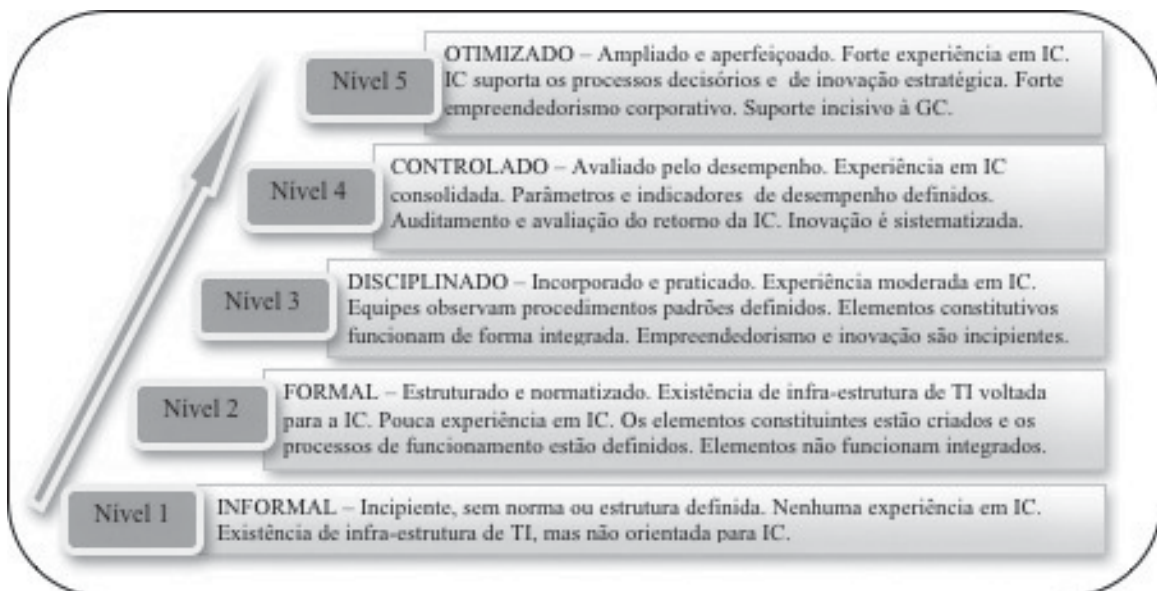 Nível 5
OTIMIZADO – Ampliado e aperfeiçoado. Forte experiência em IC.
IC suporta os processos decisórios e de inovação estratégica. Forte
empreendedorismo corporativo. Suporte incisivo à GC.
Nível 4
CONTROLADO – Avaliado pelo desempenho. Experiência em IC
consolidada. Parâmetros e indicadores de desempenho definidos.
Auditamento e avaliação do retorno da IC. Inovação é sistematizada.
Nível 3
DISCIPLINADO – Incorporado e praticado. Experiência moderada em IC.
Equipes observam procedimentos padrões definidos. Elementos constitutivos
funcionam de forma integrada. Empreendedorismo e inovação são incipientes.
Nível 2
FORMAL – Estruturado e normatizado. Existência de infra-estrutura de TI voltada
para a IC. Pouca experiência em IC. Os elementos constituintes estão criados e os
processos de funcionamento estão definidos. Elementos não funcionam integrados.
Nível 1
INFORMAL – Incipiente, sem norma ou estrutura definida. Nenhuma experiência em IC.
Existência de infra-estrutura de TI, mas não orientada para IC.